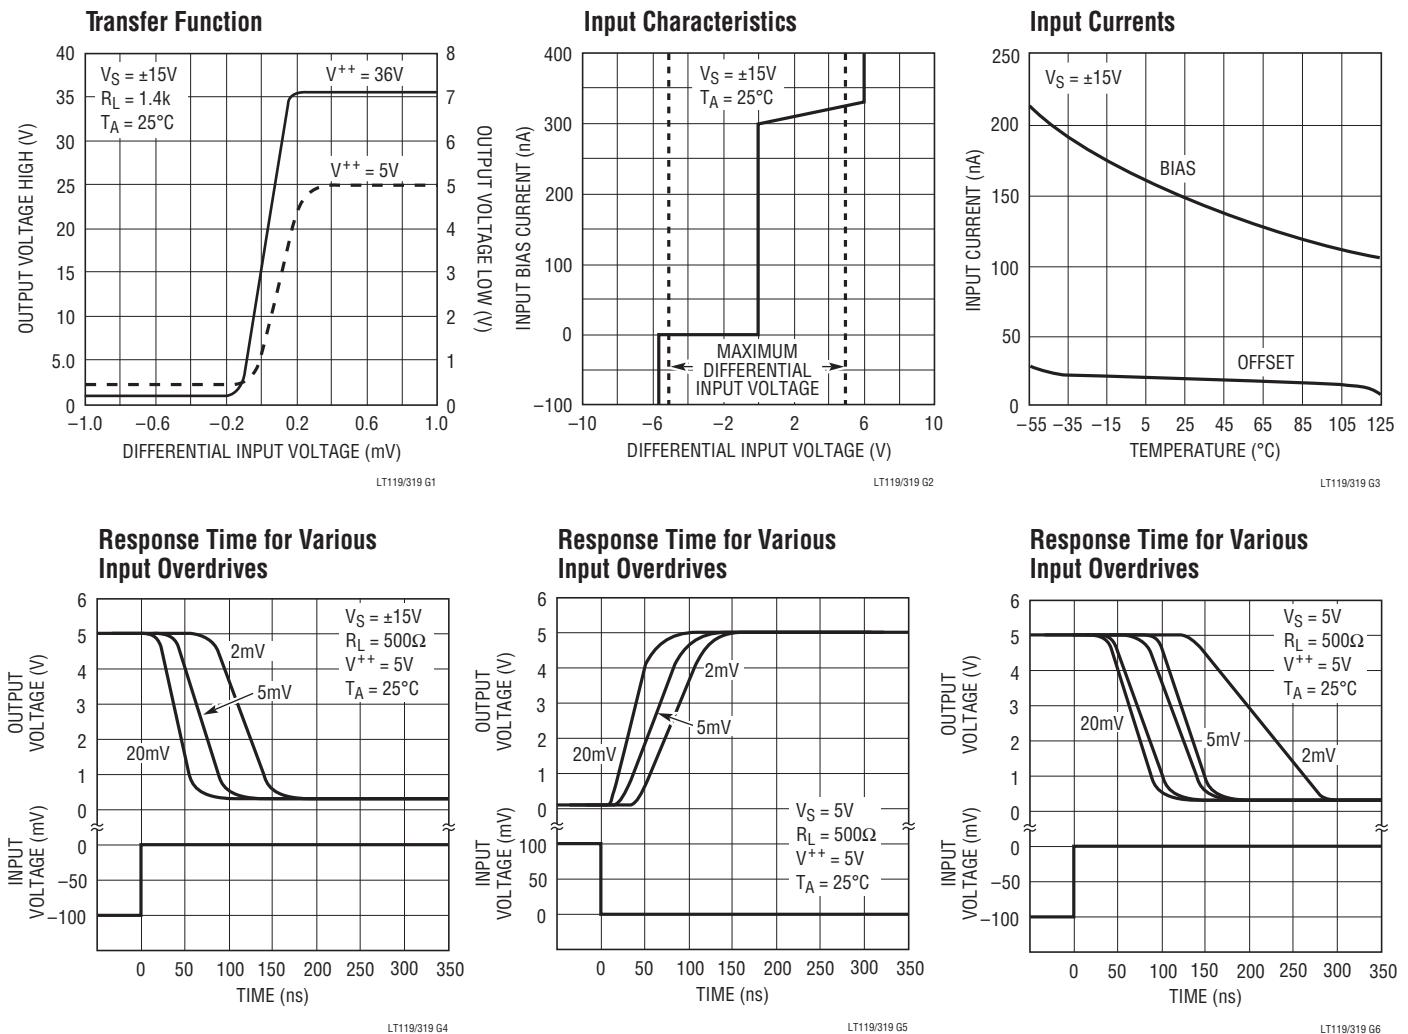 Transfer Function
40
35
30
25
20
15
10
5.0
0
OUTPUT VOLTAGE HIGH (V)
VS = ±15V
RL = 1.4k
TA = 25°C
V++ = 36V
V++ = 5V
8
7
6
5
4
3
2
1
0
OUTPUT VOLTAGE LOW (V)
–1.0 –0.6 –0.2 0.2 0.6 1.0
DIFFERENTIAL INPUT VOLTAGE (mV)
LT119/319 G1
Input Characteristics
400
300
200
100
0
–100
INPUT BIAS CURRENT (nA)
VS = ±15V
TA = 25°C
MAXIMUM
DIFFERENTIAL
INPUT VOLTAGE
–10 –6 –2 2 6 10
DIFFERENTIAL INPUT VOLTAGE (V)
LT119/319 G2
Input Currents
250
200
150
100
50
0
INPUT CURRENT (nA)
VS = ±15V
BIAS
OFFSET
–55 –35 –15 5 25 45 65 85 105 125
TEMPERATURE (°C)
LT119/319 G3
Response Time for Various
Input Overdrives
6
5
4
3
2
1
0
OUTPUT
VOLTAGE (V)
VS = ±15V
RL = 500Ω
V++ = 5V
TA = 25°C
2mV
5mV
20mV
0
–50
–100
INPUT
VOLTAGE (mV)
0 50 100 150 200 250 300 350
TIME (ns)
LT119/319 G4
Response Time for Various
Input Overdrives
6
5
4
3
2
1
0
OUTPUT
VOLTAGE (V)
2mV
5mV
20mV
VS = 5V
RL = 500Ω
V++ = 5V
TA = 25°C
100
50
0
INPUT
VOLTAGE (mV)
0 50 100 150 200 250 300 350
TIME (ns)
LT119/319 G5
Response Time for Various
Input Overdrives
6
5
4
3
2
1
0
OUTPUT
VOLTAGE (V)
VS = 5V
RL = 500Ω
V++ = 5V
TA = 25°C
20mV
5mV
2mV
0
–50
–100
INPUT
VOLTAGE (mV)
0 50 100 150 200 250 300 350
TIME (ns)
LT119/319 G6